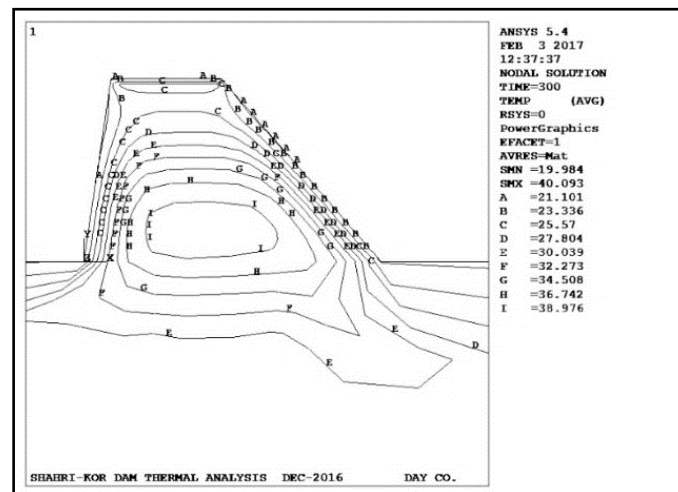 1
ANSYS 5.4
FEB 3 2017
12:37:37
NODAL SOLUTION
TIME=300
TEMP (AVG)
RSYS=0
PowerGraphics
EFACET=1
AVRES=Mat
SMN =19.984
SMX =40.093
A =21.101
B =23.336
C =25.57
D =27.804
E =30.039
F =32.273
G =34.508
H =36.742
I =38.976
SHAHRI-KOR DAM THERMAL ANALYSIS DEC-2016 DAY CO.